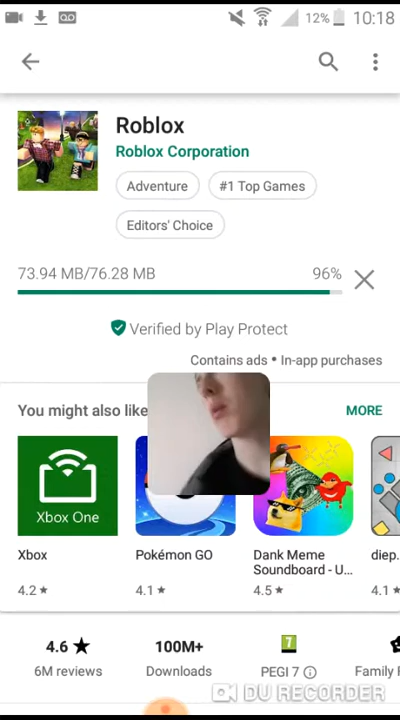 12% 10:18
Roblox
Roblox Corporation
Adventure #1 Top Games
Editors' Choice
73.94 MB/76.28 MB 96%
Verified by Play Protect
Contains ads • In-app purchases
You might also like MORE
Xbox One
Xbox Pokémon GO Dank Meme diep.
Soundboard - U...
4.2 ★ 4.1 ★ 4.5 ★ 4.1 ★
4.6 ★ 100M+ 7
6M reviews Downloads PEGI 7 Family
DU RECORDER